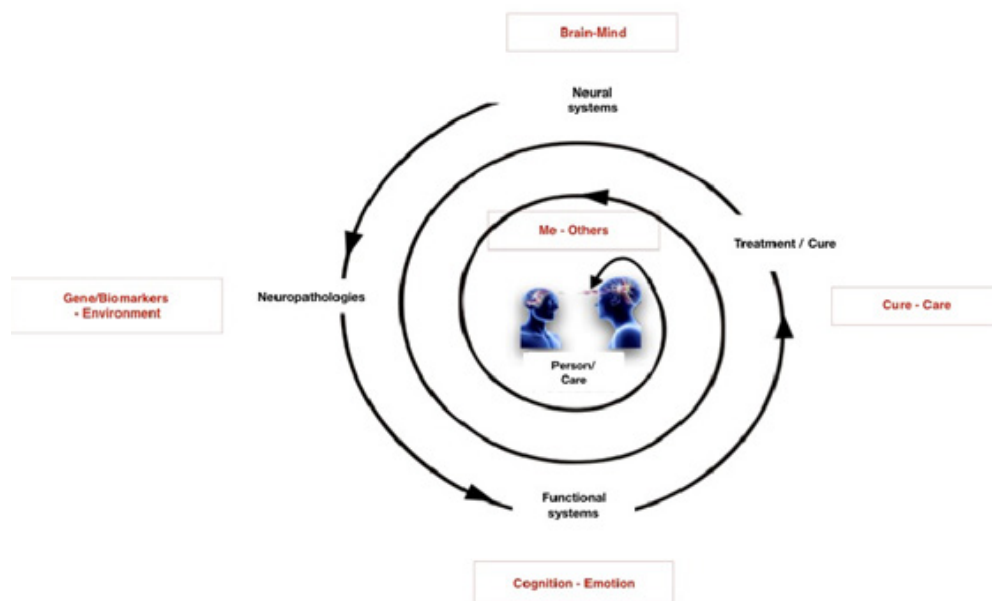 Brain-Mind
Neural
systems
Me - Others
Treatment / Cure
Gene/Biomarkers
- Environment
Neuropathologies
Cure - Care
Person/
Care
Functional
systems
Cognition - Emotion